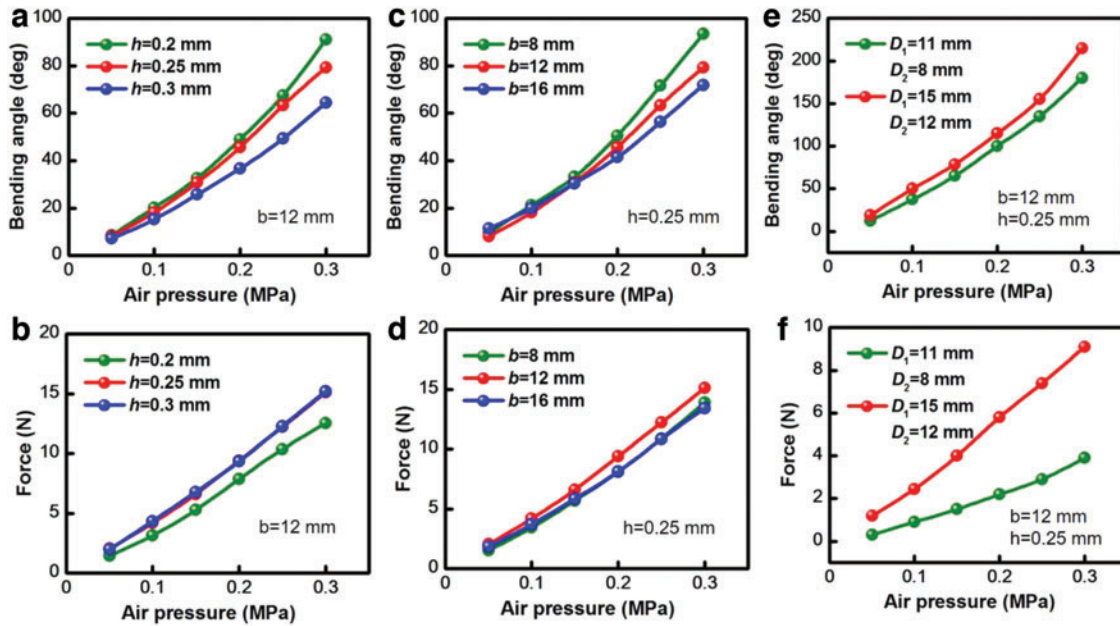 a
100
80
60
40
20
0
Bending angle (deg)
h=0.2 mm
h=0.25 mm
h=0.3 mm
b=12 mm
0
0.1
0.2
0.3
Air pressure (MPa)
c
100
80
60
40
20
0
Bending angle (deg)
b=8 mm
b=12 mm
b=16 mm
h=0.25 mm
0
0.1
0.2
0.3
Air pressure (MPa)
e
250
200
150
100
50
0
Bending angle (deg)
D₁=11 mm
D₂=8 mm
D₁=15 mm
D₂=12 mm
b=12 mm
h=0.25 mm
0
0.1
0.2
0.3
Air pressure (MPa)
b
20
15
10
5
0
Force (N)
h=0.2 mm
h=0.25 mm
h=0.3 mm
b=12 mm
0
0.1
0.2
0.3
Air pressure (MPa)
d
20
15
10
5
0
Force (N)
b=8 mm
b=12 mm
b=16 mm
h=0.25 mm
0
0.1
0.2
0.3
Air pressure (MPa)
f
10
8
6
4
2
0
Force (N)
D₁=11 mm
D₂=8 mm
D₁=15 mm
D₂=12 mm
b=12 mm
h=0.25 mm
0
0.1
0.2
0.3
Air pressure (MPa)